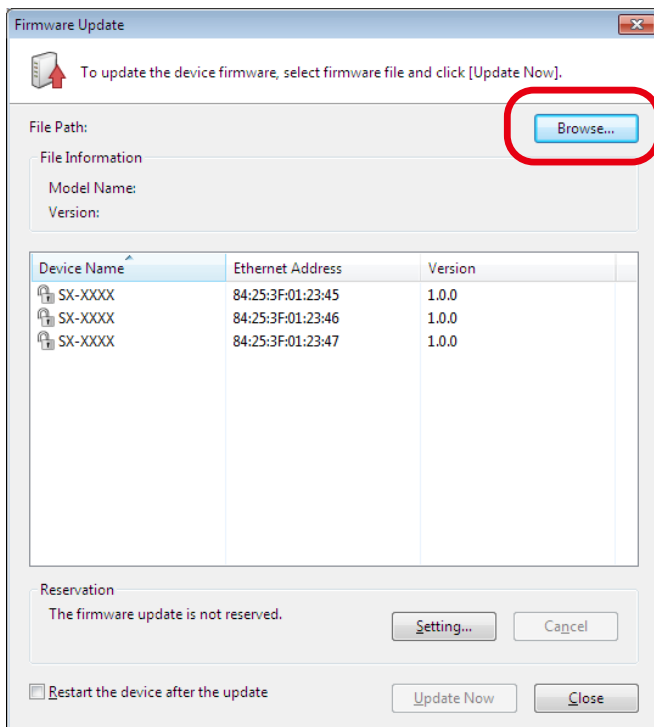 Firmware Update
To update the device firmware, select firmware file and click [Update Now].
File Path:
Browse...
File Information
Model Name:
Version:
Device Name Ethernet Address Version
SX-XXXX 84:25:3F:01:23:45 1.0.0
SX-XXXX 84:25:3F:01:23:46 1.0.0
SX-XXXX 84:25:3F:01:23:47 1.0.0
Reservation
The firmware update is not reserved.
Setting... Cancel
Restart the device after the update
Update Now Close